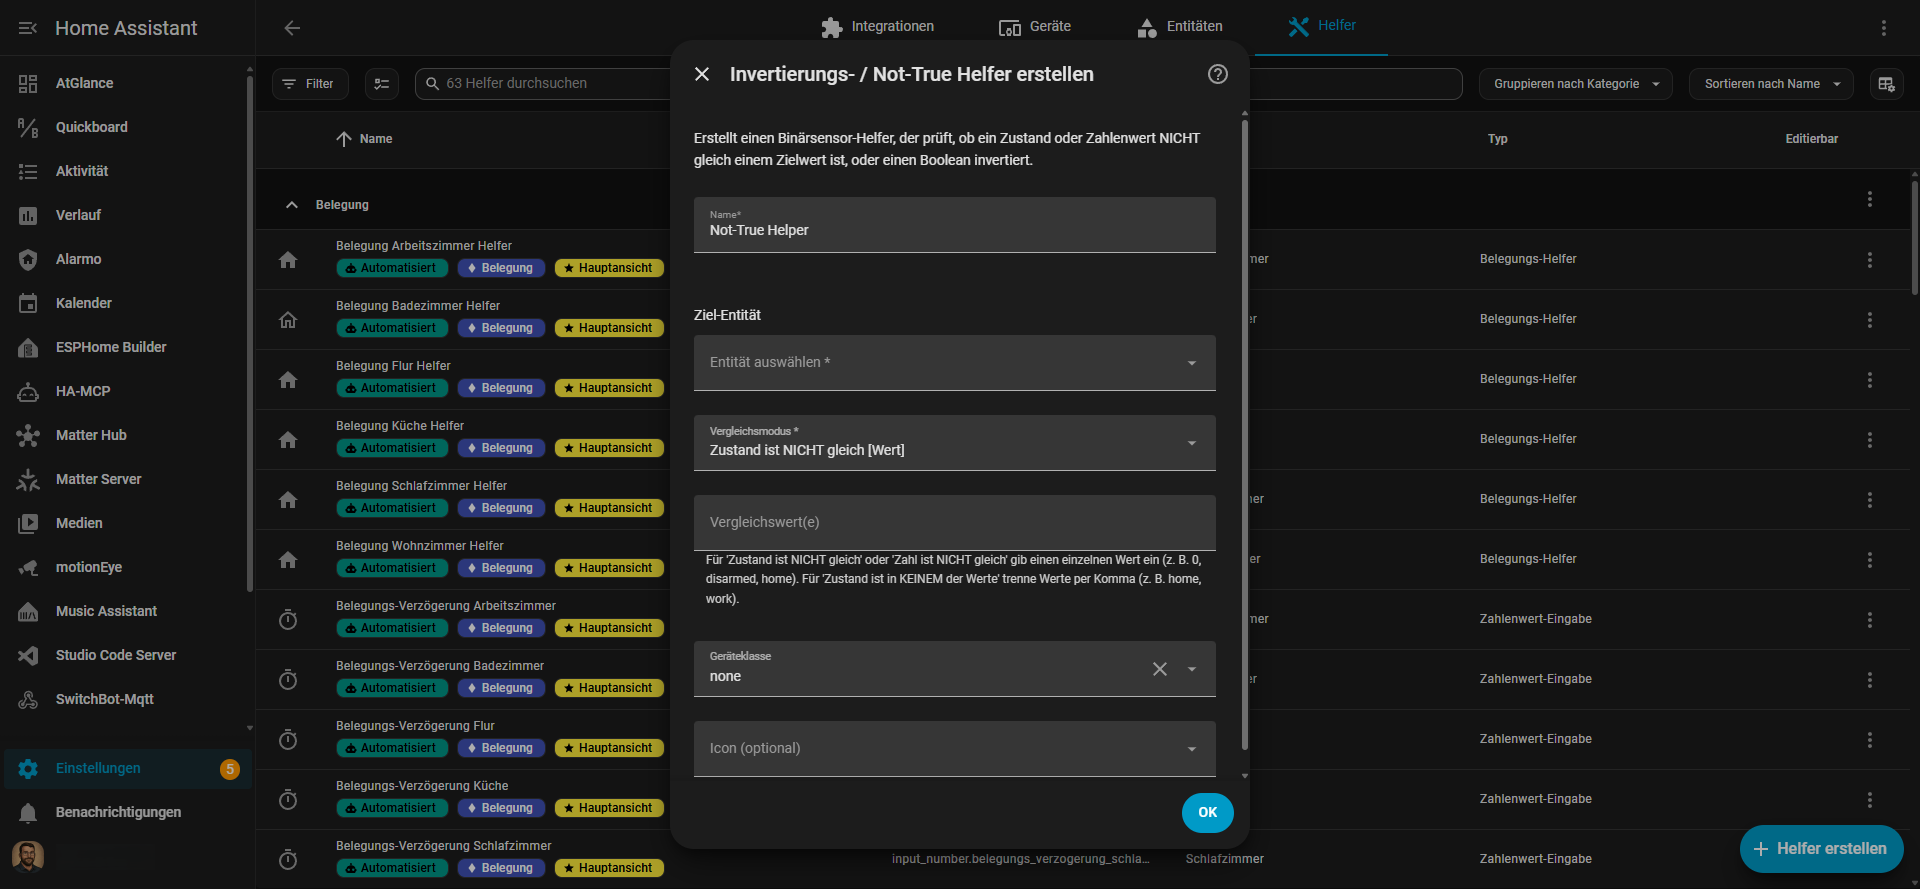 Home Assistant
Integrationen
Geräte
Entitäten
Helfer
AtGlance
Quickboard
Aktivität
Verlauf
Alarmo
Kalender
ESPHome Builder
HA-MCP
Matter Hub
Matter Server
Medien
motionEye
Music Assistant
Studio Code Server
SwitchBot-Mqtt
Einstellungen
5
Benachrichtigungen
Filter
63 Helfer durchsuchen
Gruppieren nach Kategorie
Sortieren nach Name
Name
Typ
Editierbar
Belegung
Belegung Arbeitszimmer Helfer
Automatisiert Belegung Hauptansicht
mer
Belegungs-Helfer
Belegung Badezimmer Helfer
Automatisiert Belegung Hauptansicht
er
Belegungs-Helfer
Belegung Flur Helfer
Automatisiert Belegung Hauptansicht
Belegungs-Helfer
Belegung Küche Helfer
Automatisiert Belegung Hauptansicht
Belegungs-Helfer
Belegung Schlafzimmer Helfer
Automatisiert Belegung Hauptansicht
er
Belegungs-Helfer
Belegung Wohnzimmer Helfer
Automatisiert Belegung Hauptansicht
er
Belegungs-Helfer
Belegungs-Verzögerung Arbeitszimmer
Automatisiert Belegung Hauptansicht
mer
Zahlenwert-Eingabe
Belegungs-Verzögerung Badezimmer
Automatisiert Belegung Hauptansicht
er
Zahlenwert-Eingabe
Belegungs-Verzögerung Flur
Automatisiert Belegung Hauptansicht
Zahlenwert-Eingabe
Belegungs-Verzögerung Küche
Automatisiert Belegung Hauptansicht
Zahlenwert-Eingabe
Belegungs-Verzögerung Schlafzimmer
Automatisiert Belegung Hauptansicht
input_number.belegungs_verzogerung_schla...
Schlafzimmer
Zahlenwert-Eingabe
Invertierungs- / Not-True Helfer erstellen
Erstellt einen Binärsensor-Helfer, der prüft, ob ein Zustand oder Zahlenwert NICHT
gleich einem Zielwert ist, oder einen Boolean invertiert.
Name*
Not-True Helper
Ziel-Entität
Entität auswählen *
Vergleichsmodus *
Zustand ist NICHT gleich [Wert]
Vergleichswert(e)
Für 'Zustand ist NICHT gleich' oder 'Zahl ist NICHT gleich' gib einen einzelnen Wert ein (z. B. 0,
disarmed, home). Für 'Zustand ist in KEINEM der Werte' trenne Werte per Komma (z. B. home,
work).
Geräteklasse
none
Icon (optional)
OK
Helfer erstellen